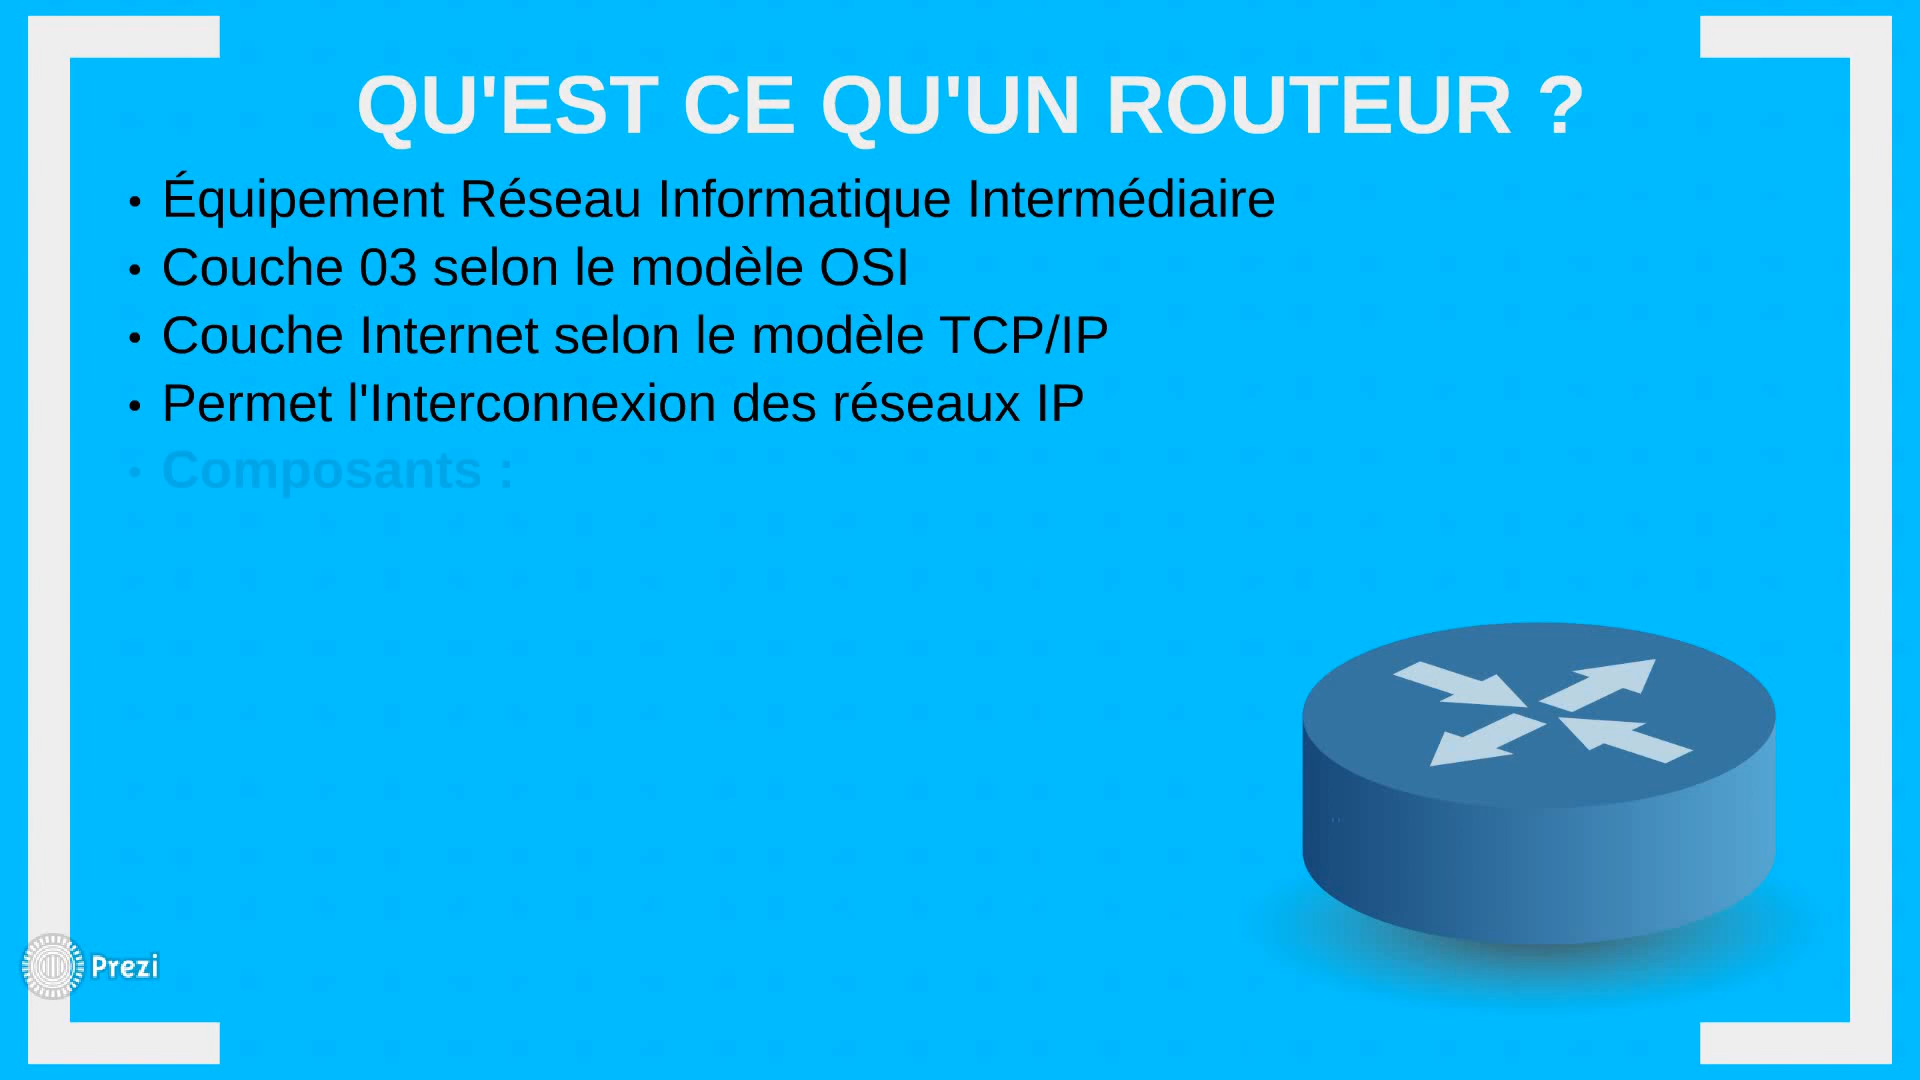 QU'EST CE QU'UN ROUTEUR ?
• Équipement Réseau Informatique Intermédiaire
• Couche 03 selon le modèle OSI
• Couche Internet selon le modèle TCP/IP
• Permet l'Interconnexion des réseaux IP
• Composants :
Prezi